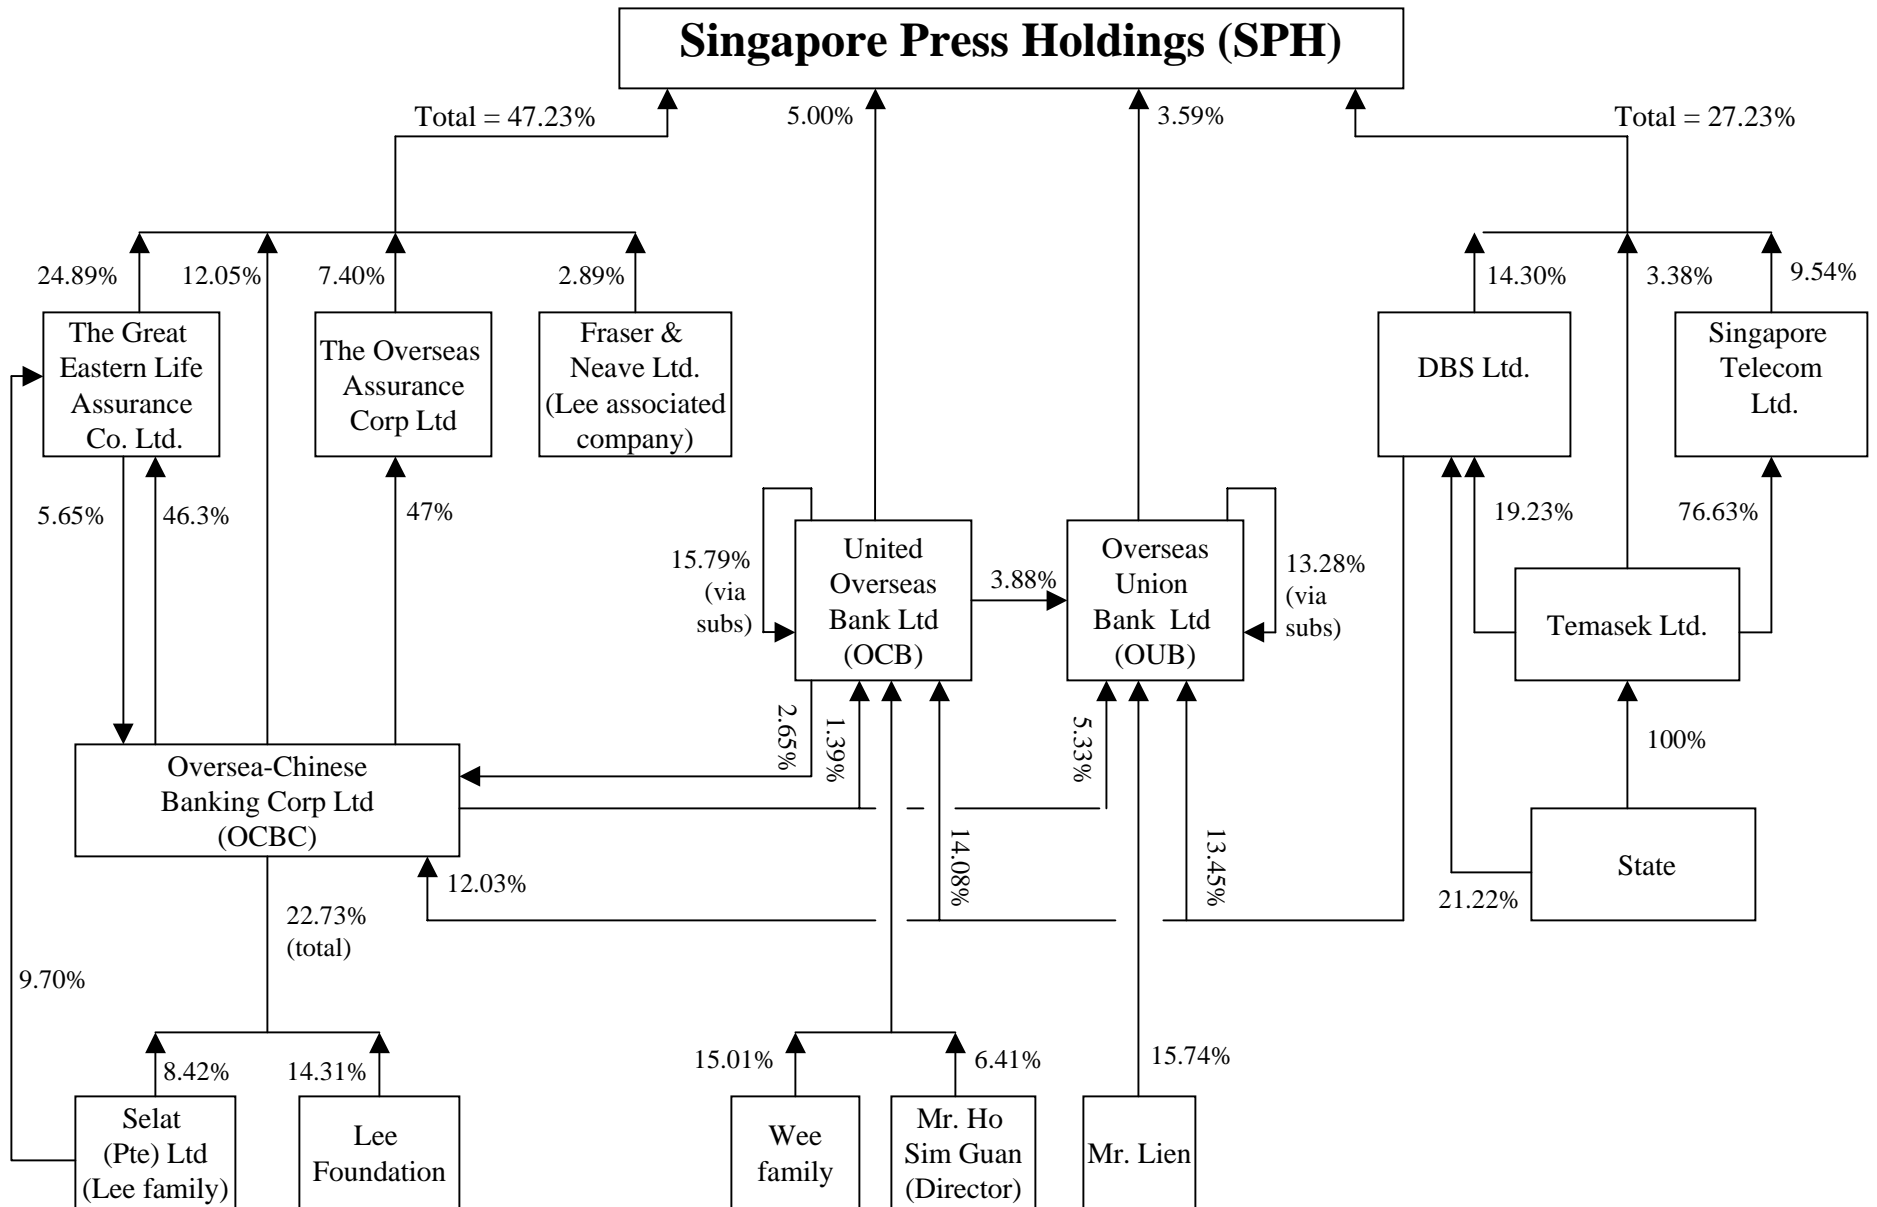 Singapore Press Holdings (SPH)
Total = 47.23%
5.00%
3.59%
Total = 27.23%
24.89%
12.05%
7.40%
2.89%
14.30%
3.38%
9.54%
The Great
Eastern Life
Assurance
Co. Ltd.
The Overseas
Assurance
Corp Ltd
Fraser &
Neave Ltd.
(Lee associated
company)
DBS Ltd.
Singapore
Telecom
Ltd.
5.65%
46.3%
47%
19.23%
76.63%
15.79%
(via
subs)
United
Overseas
Bank Ltd
(OCB)
3.88%
Overseas
Union
Bank Ltd
(OUB)
13.28%
(via
subs)
Temasek Ltd.
2.65%
1.39%
5.33%
100%
Oversea-Chinese
Banking Corp Ltd
(OCBC)
12.03%
14.08%
13.45%
State
21.22%
22.73%
(total)
9.70%
8.42%
14.31%
15.01%
6.41%
15.74%
Selat
(Pte) Ltd
(Lee family)
Lee
Foundation
Wee
family
Mr. Ho
Sim Guan
(Director)
Mr. Lien